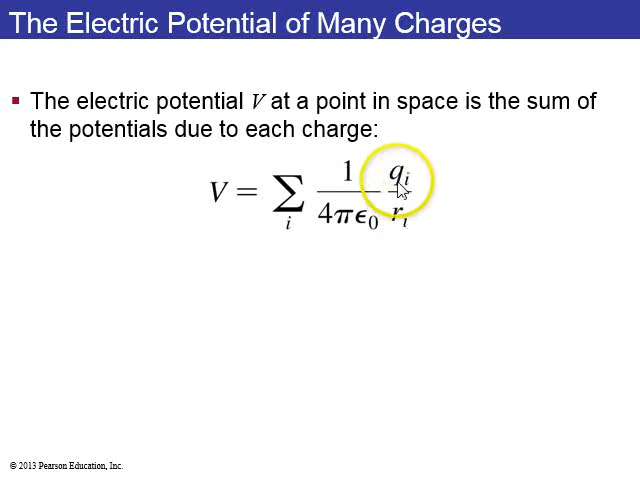 The Electric Potential of Many Charges
▪ The electric potential V at a point in space is the sum of
the potentials due to each charge:
V = ∑_i 1/(4πϵ₀) q_i/r_i
© 2013 Pearson Education, Inc.